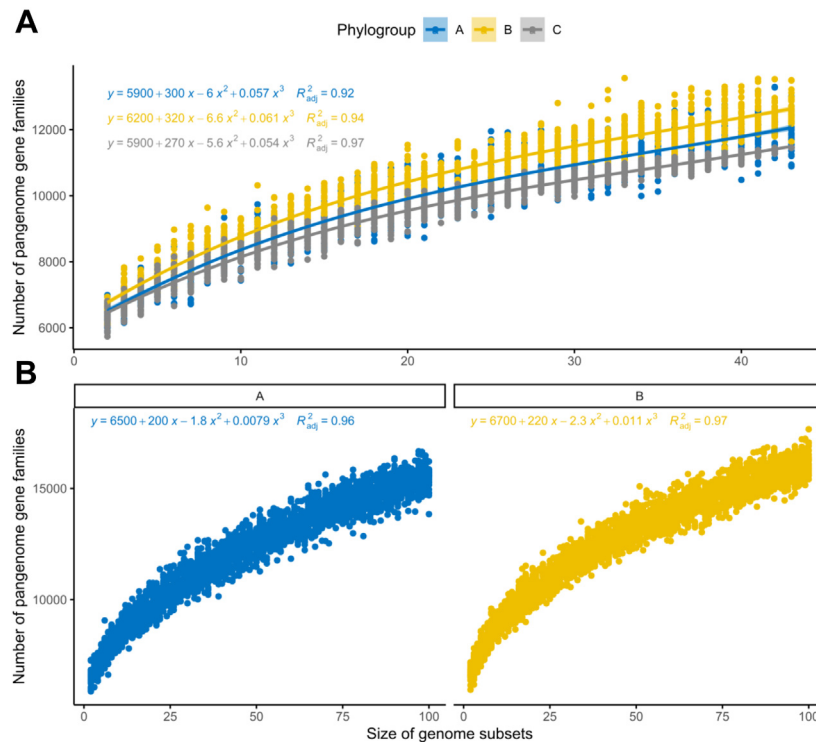 A
Phylogroup A B C
Number of pangenome gene families
y = 5900 + 300 x − 6 x² + 0.057 x³ R²adj = 0.92
y = 6200 + 320 x − 6.6 x² + 0.061 x³ R²adj = 0.94
y = 5900 + 270 x − 5.6 x² + 0.054 x³ R²adj = 0.97
12000
10000
8000
6000
0 10 20 30 40
B
A B
Number of pangenome gene families
y = 6500 + 200 x − 1.8 x² + 0.0079 x³ R²adj = 0.96 y = 6700 + 220 x − 2.3 x² + 0.011 x³ R²adj = 0.97
15000
10000
0 25 50 75 100 0 25 50 75 100
Size of genome subsets